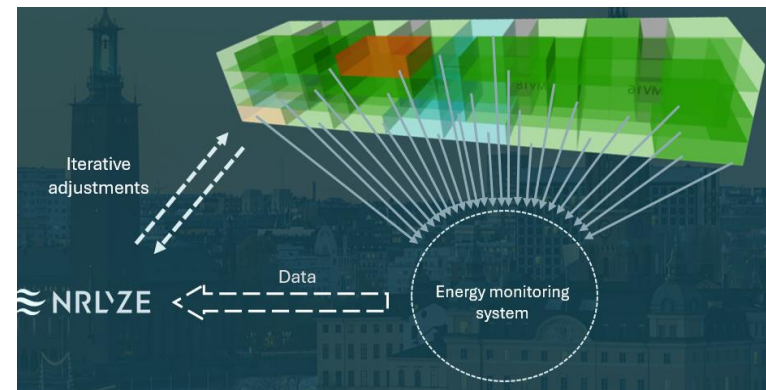 Iterative
adjustments
NRLYZE
Data
Energy monitoring
system